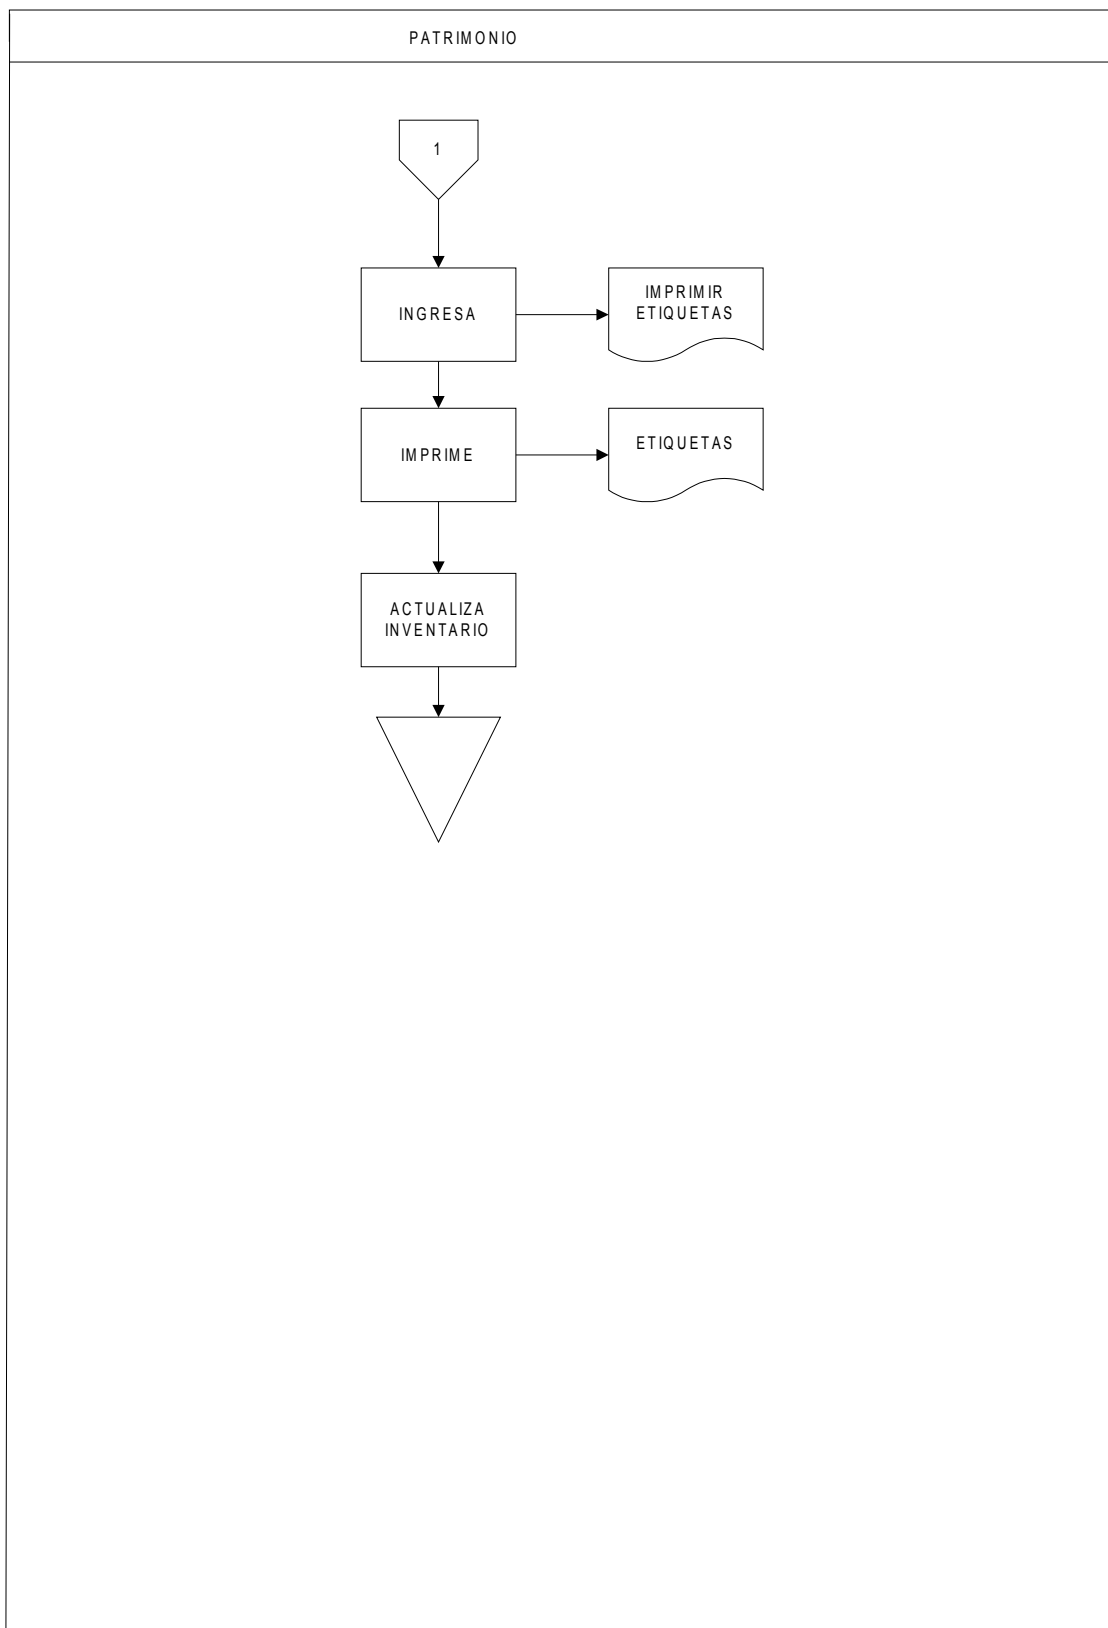 PATRIMONIO
1
INGRESA
IMPRIMIR
ETIQUETAS
IMPRIME
ETIQUETAS
ACTUALIZA
INVENTARIO